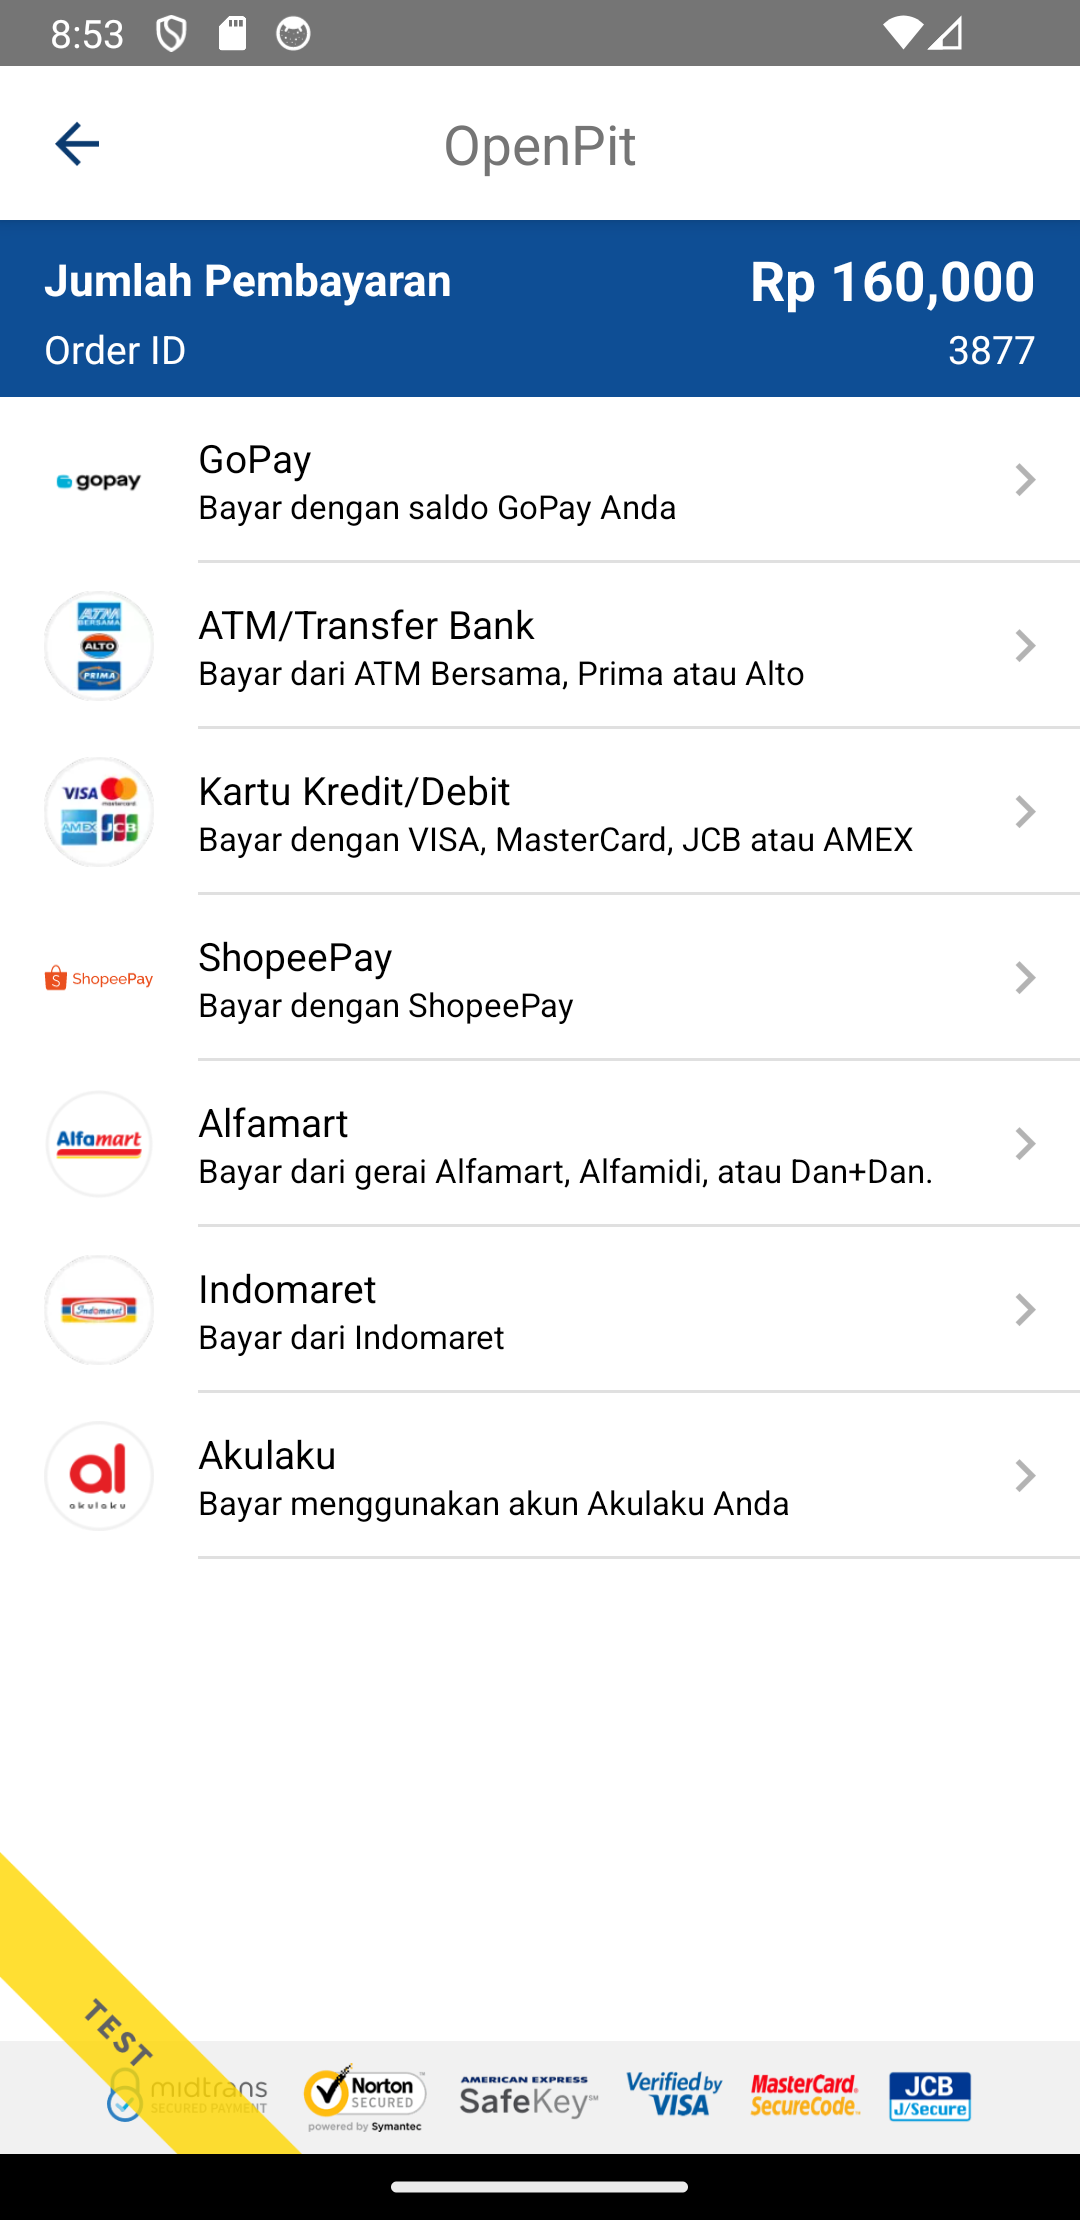 8:53
OpenPit
Jumlah Pembayaran
Rp 160,000
Order ID
3877
gopay
GoPay
Bayar dengan saldo GoPay Anda
ATM
BERSAMA
ALTO
PRIMA
ATM/Transfer Bank
Bayar dari ATM Bersama, Prima atau Alto
VISA
mastercard
AMEX
JCB
Kartu Kredit/Debit
Bayar dengan VISA, MasterCard, JCB atau AMEX
S ShopeePay
ShopeePay
Bayar dengan ShopeePay
Alfamart
Alfamart
Bayar dari gerai Alfamart, Alfamidi, atau Dan+Dan.
Indomaret
Indomaret
Bayar dari Indomaret
al
akulaku
Akulaku
Bayar menggunakan akun Akulaku Anda
TEST
midtrans
SECURED PAYMENT
Norton
SECURED
powered by Symantec
AMERICAN EXPRESS
SafeKey SM
Verified by
VISA
MasterCard.
SecureCode.
JCB
J/Secure